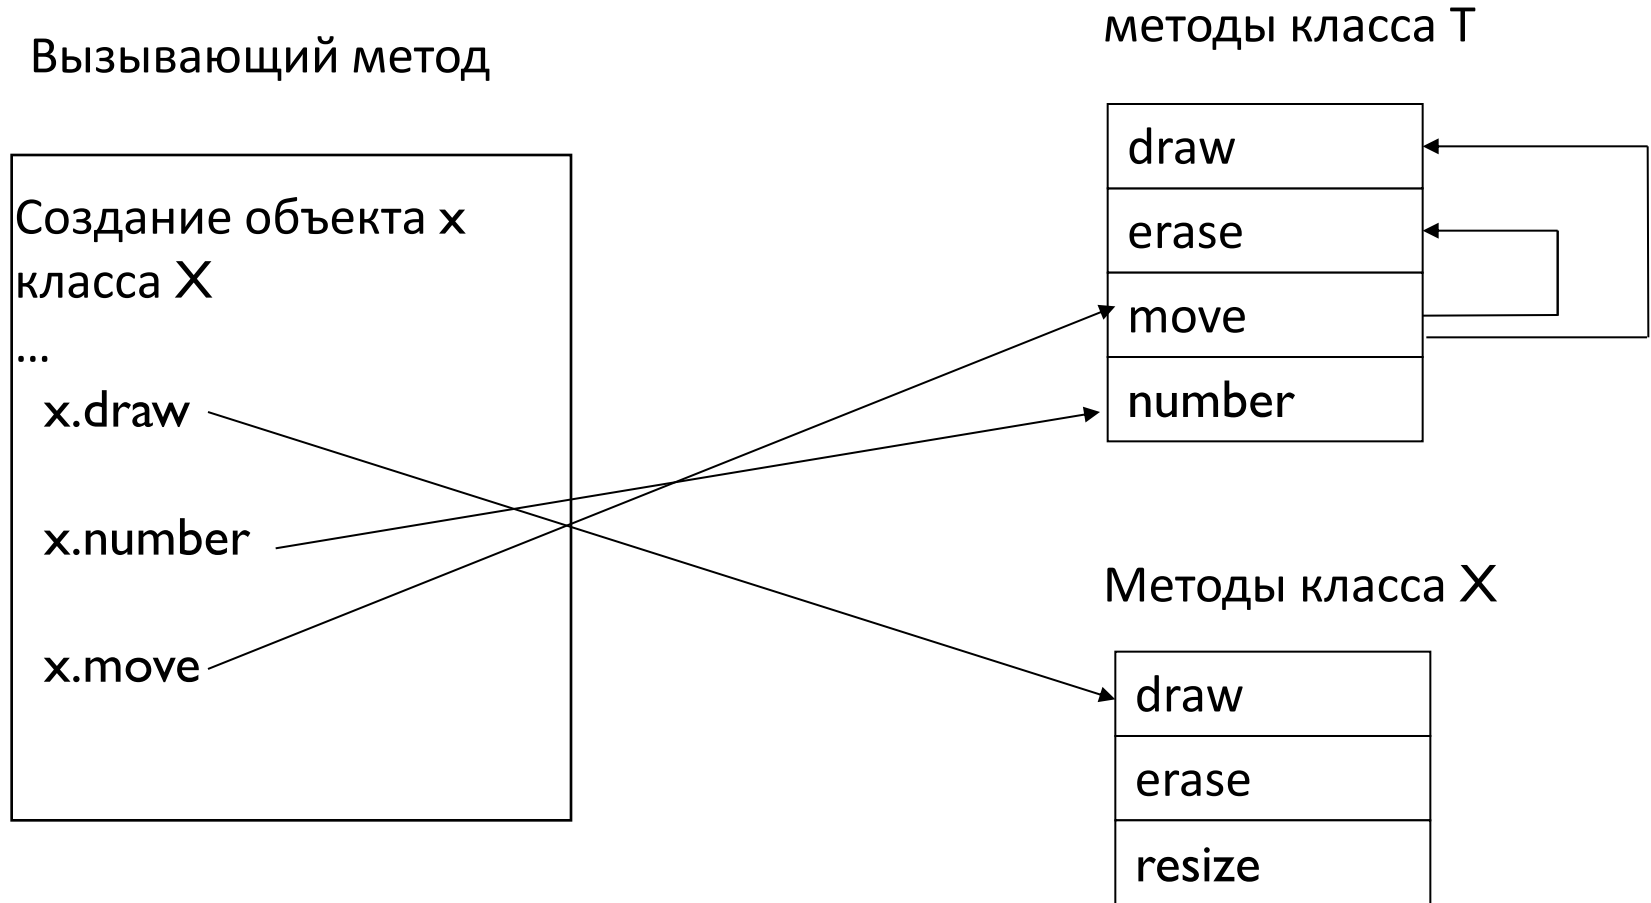 Вызывающий метод
Создание объекта x
класса X
...
x.draw
x.number
x.move
методы класса T
draw
erase
move
number
Методы класса X
draw
erase
resize